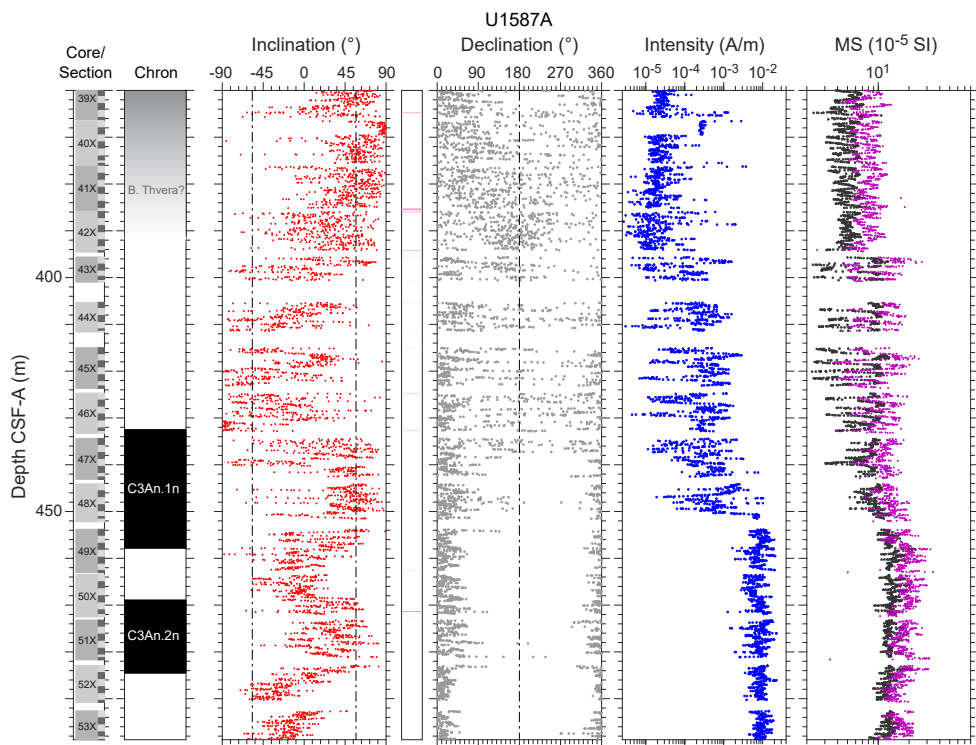 U1587A
Core/
Section
Chron
Inclination (°)
-90 -45 0 45 90
Declination (°)
0 90 180 270 360
Intensity (A/m)
10⁻⁵ 10⁻⁴ 10⁻³ 10⁻²
MS (10⁻⁵ SI)
10¹
Depth CSF-A (m)
400
450
39X
40X
41X
42X
43X
44X
45X
46X
47X
48X
49X
50X
51X
52X
53X
B. Thvera?
C3An.1n
C3An.2n